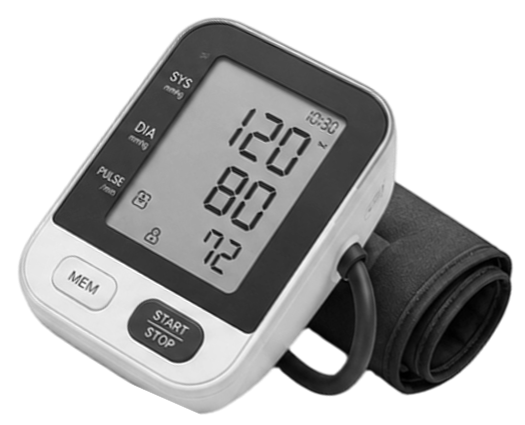 10:30
SYS
mmHg
120
DIA
mmHg
80
PULSE
/min
72
MEM
START
STOP